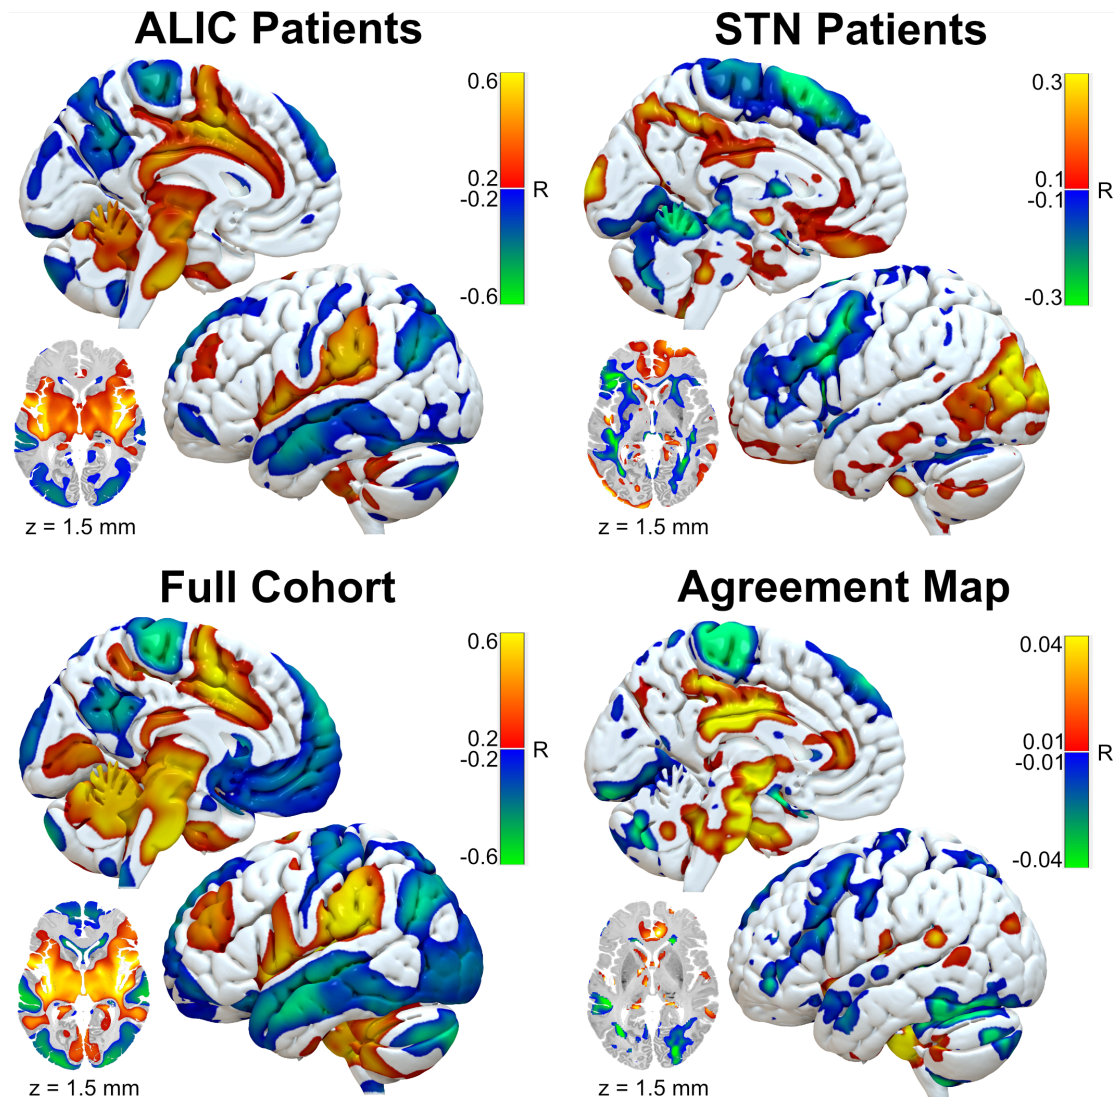 ALIC Patients
0.6
0.2
-0.2
R
-0.6
z = 1.5 mm
STN Patients
0.3
0.1
-0.1
R
-0.3
z = 1.5 mm
Full Cohort
0.6
0.2
-0.2
R
-0.6
z = 1.5 mm
Agreement Map
0.04
0.01
-0.01
R
-0.04
z = 1.5 mm